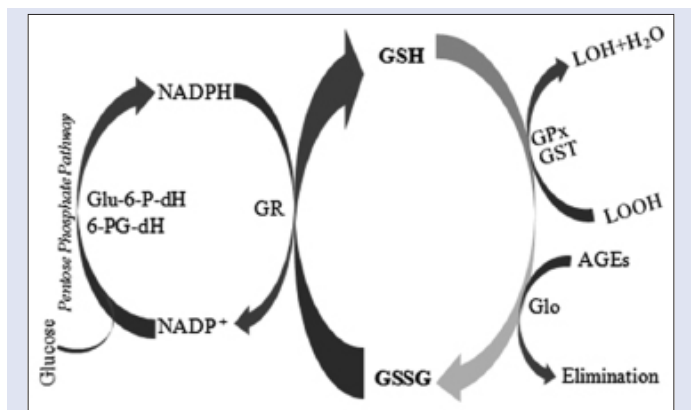 GSH
LOH+H₂O
NADPH
GPx
GST
Pentose Phosphate Pathway
Glu-6-P-dH
6-PG-dH
GR
LOOH
AGEs
Glo
NADP⁺
Glucose
GSSG
Elimination